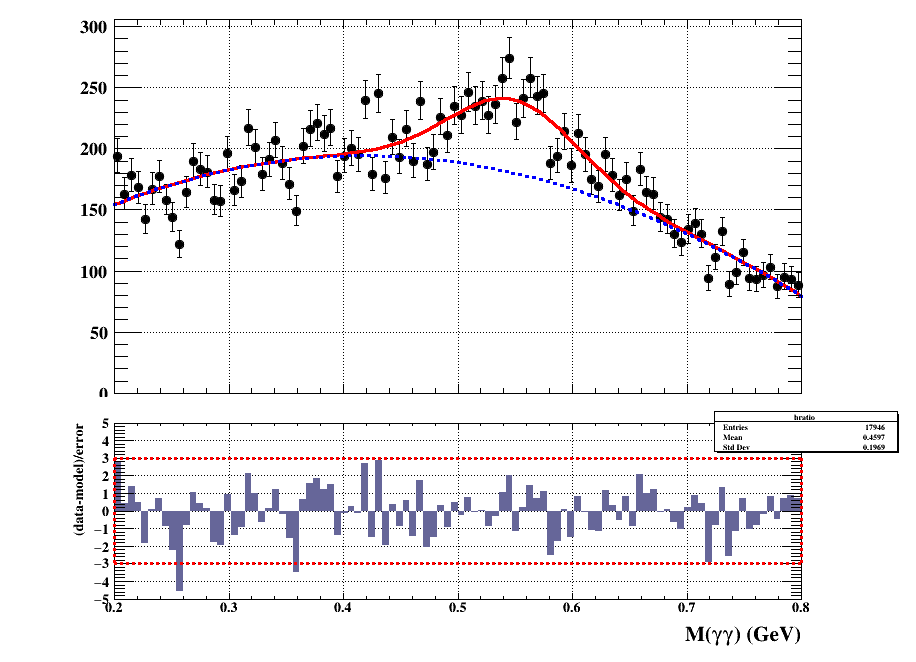 300
250
200
150
100
50
0
hratio
Entries 17946
Mean 0.4597
Std Dev 0.1969
(data-model)/error
5
4
3
2
1
0
−1
−2
−3
−4
−5
0.2 0.3 0.4 0.5 0.6 0.7 0.8
M(γγ) (GeV)